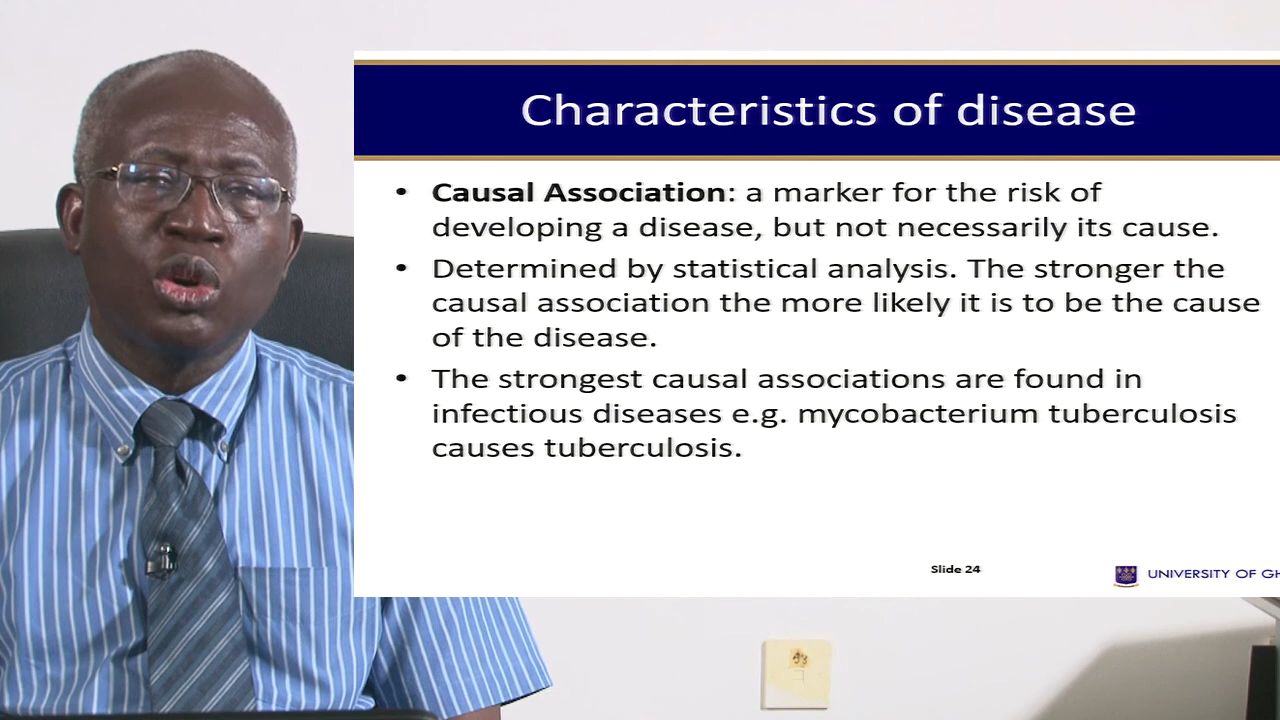 Characteristics of disease
• Causal Association: a marker for the risk of
developing a disease, but not necessarily its cause.
• Determined by statistical analysis. The stronger the
causal association the more likely it is to be the cause
of the disease.
• The strongest causal associations are found in
infectious diseases e.g. mycobacterium tuberculosis
causes tuberculosis.
Slide 24
UNIVERSITY OF GH